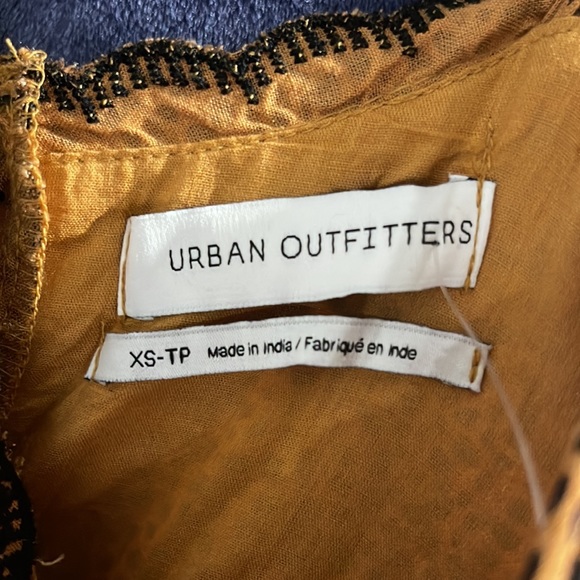 URBAN OUTFITTERS
XS-TP Made in India / Fabriqué en Inde